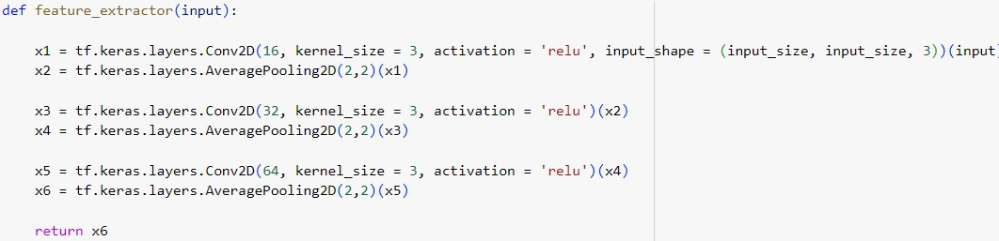 def feature_extractor(input):
x1 = tf.keras.layers.Conv2D(16, kernel_size = 3, activation = 'relu', input_shape = (input_size, input_size, 3))(input
x2 = tf.keras.layers.AveragePooling2D(2,2)(x1)
x3 = tf.keras.layers.Conv2D(32, kernel_size = 3, activation = 'relu')(x2)
x4 = tf.keras.layers.AveragePooling2D(2,2)(x3)
x5 = tf.keras.layers.Conv2D(64, kernel_size = 3, activation = 'relu')(x4)
x6 = tf.keras.layers.AveragePooling2D(2,2)(x5)
return x6